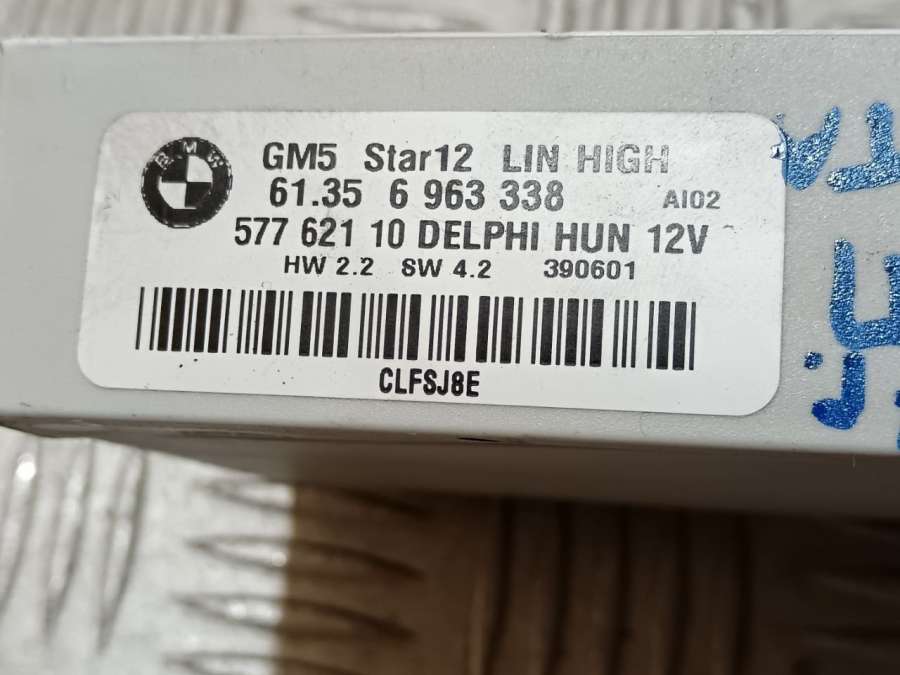 BMW
GM5 Star12 LIN HIGH
61.35 6 963 338 AI02
577 621 10 DELPHI HUN 12V
HW 2.2 SW 4.2 390601
CLFSJ8E